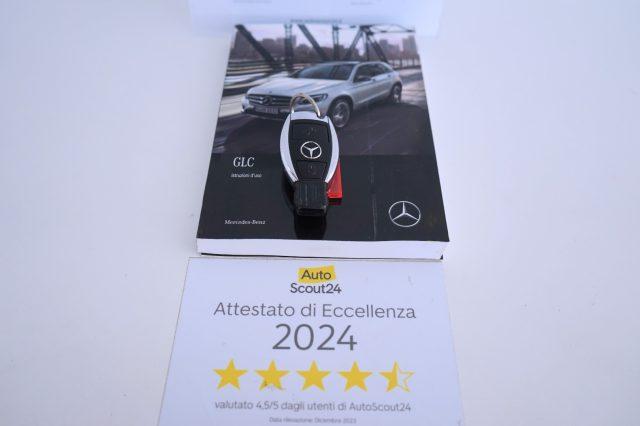 GLC
Istruzioni d'uso
Mercedes-Benz
Auto
Scout24
Attestato di Eccellenza
2024
valutato 4,5/5 dagli utenti di AutoScout24
Data rilevazione: Dicembre 2023